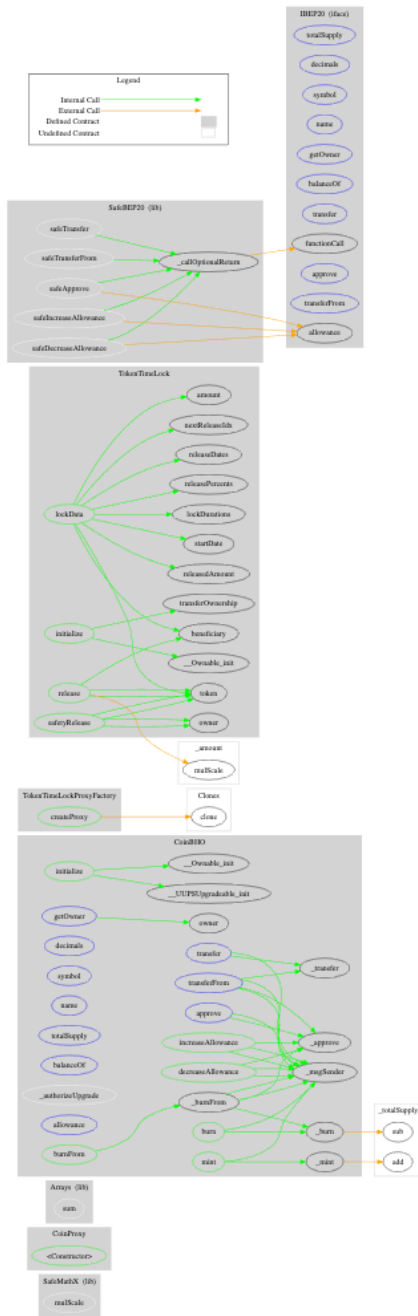 IBEP20 (iface)
totalSupply
decimals
symbol
name
getOwner
balanceOf
transfer
functionCall
approve
transferFrom
allowance
Legend
Internal Call
External Call
Defined Contract
Undefined Contract
SafeBEP20 (lib)
safeTransfer
safeTransferFrom
safeApprove
safeIncreaseAllowance
safeDecreaseAllowance
_callOptionalReturn
TokenTimeLock
amount
nextReleaseIdx
releaseDates
releasePercents
lockData
lockDurations
startDate
releasedAmount
transferOwnership
initialize
beneficiary
__Ownable_init
release
token
safetyRelease
owner
_amount
mulScale
TokenTimeLockProxyFactory
createProxy
Clones
clone
CoinBHO
initialize
__Ownable_init
__UUPSUpgradeable_init
getOwner
owner
decimals
symbol
name
totalSupply
balanceOf
_authorizeUpgrade
allowance
burnFrom
transfer
transferFrom
approve
increaseAllowance
decreaseAllowance
_burnFrom
burn
mint
_transfer
_approve
_msgSender
_burn
_mint
_totalSupply
sub
add
Arrays (lib)
sum
CoinProxy
<Constructor>
SafeMathX (lib)
mulScale